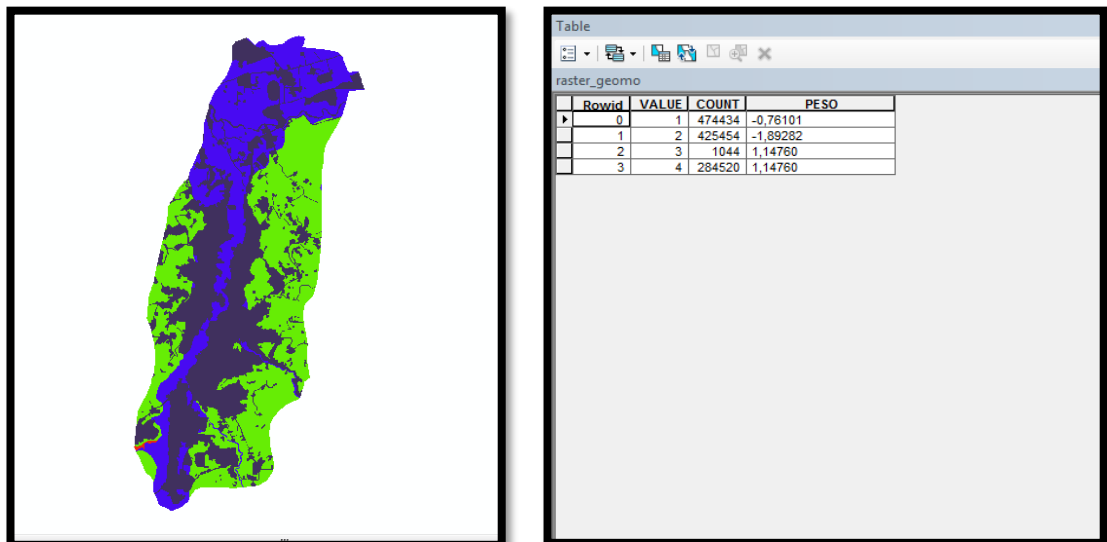 Table
raster_geomo
Rowid VALUE COUNT PESO
0 1 474434 -0,76101
1 2 425454 -1,89282
2 3 1044 1,14760
3 4 284520 1,14760